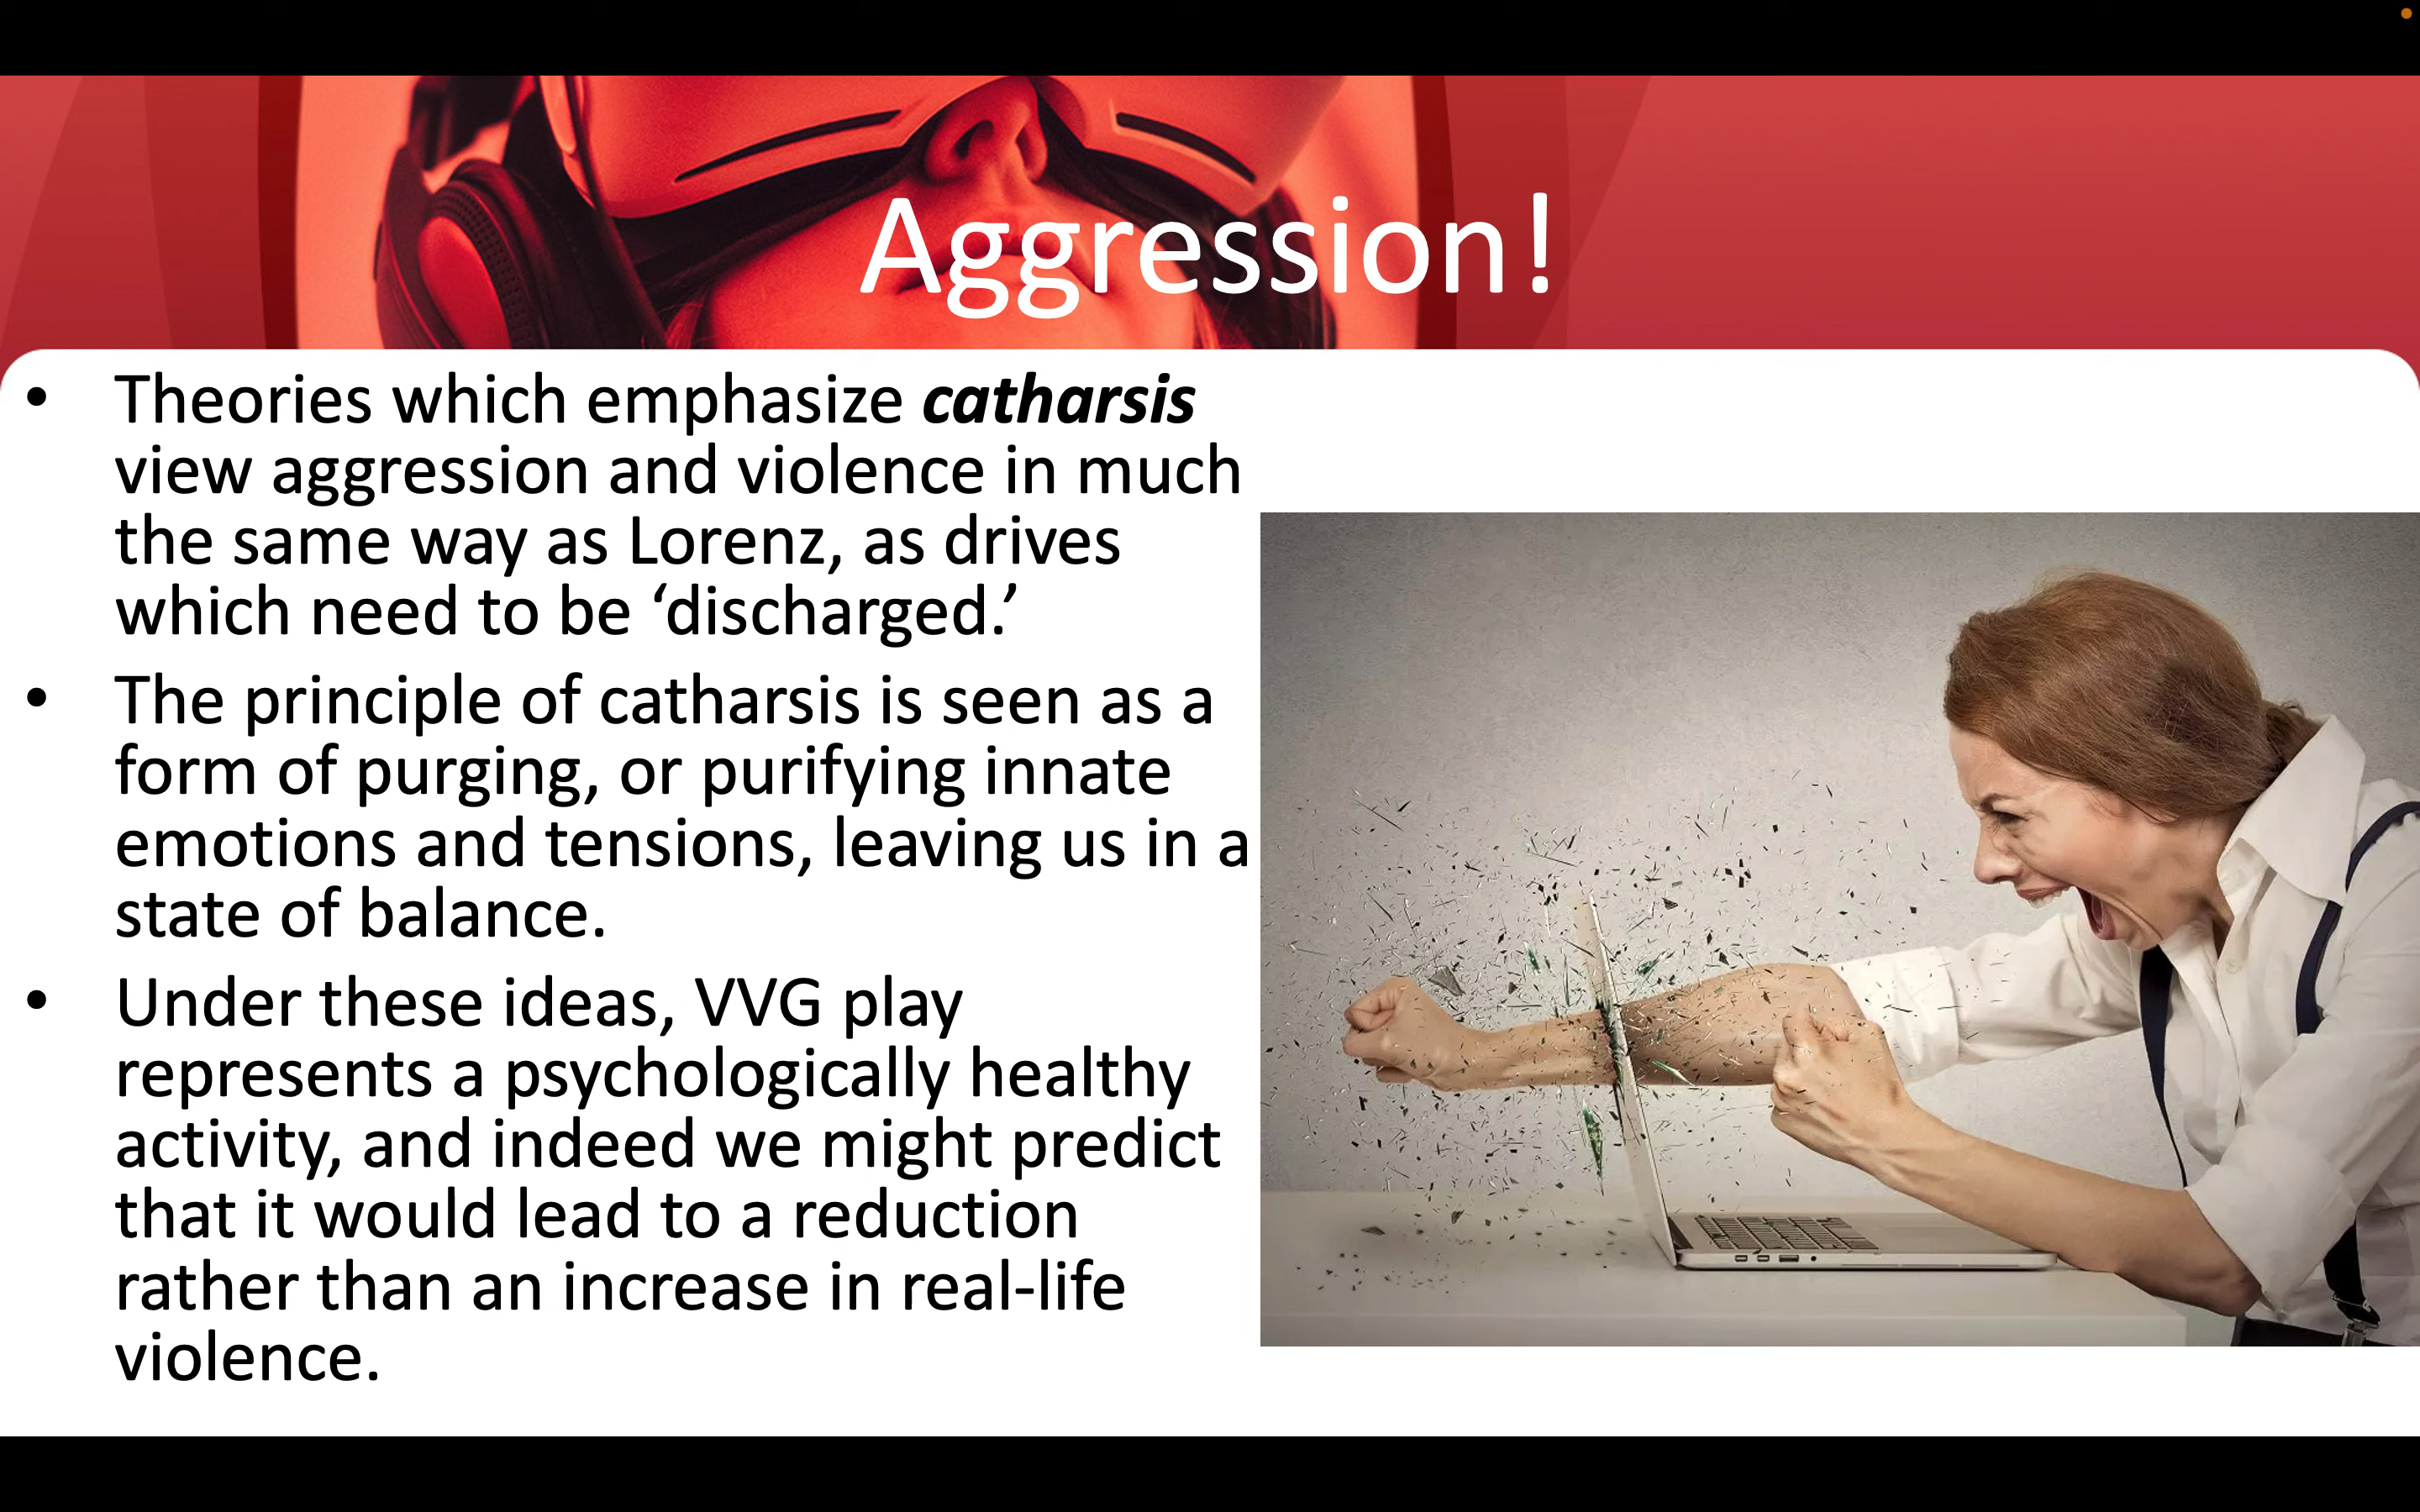 Aggression!
• Theories which emphasize catharsis
view aggression and violence in much
the same way as Lorenz, as drives
which need to be ‘discharged.’
• The principle of catharsis is seen as a
form of purging, or purifying innate
emotions and tensions, leaving us in a
state of balance.
• Under these ideas, VVG play
represents a psychologically healthy
activity, and indeed we might predict
that it would lead to a reduction
rather than an increase in real-life
violence.